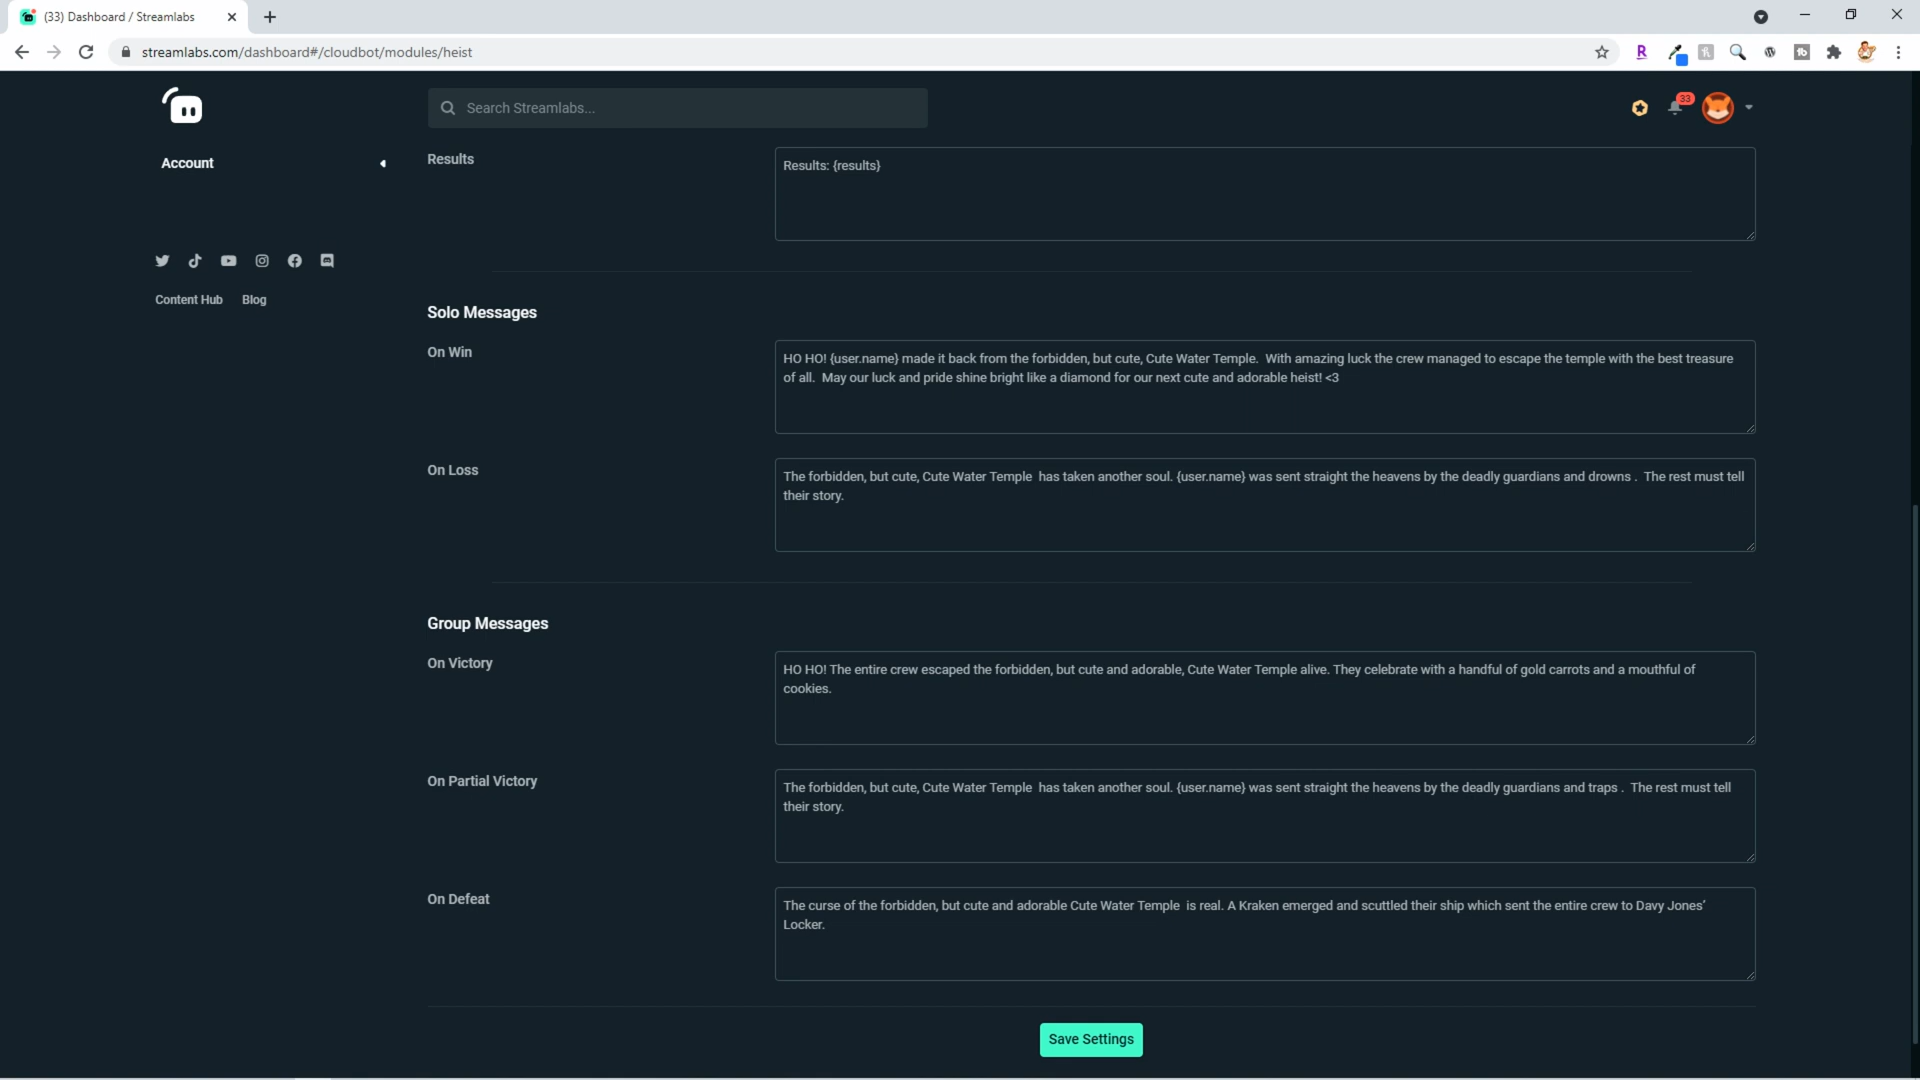 (33) Dashboard / Streamlabs
streamlabs.com/dashboard#/cloudbot/modules/heist
Search Streamlabs...
33
Account
Results
Results: {results}
Content Hub
Blog
Solo Messages
On Win
HO HO! {user.name} made it back from the forbidden, but cute, Cute Water Temple.  With amazing luck the crew managed to escape the temple with the best treasure
of all.  May our luck and pride shine bright like a diamond for our next cute and adorable heist! <3
On Loss
The forbidden, but cute, Cute Water Temple  has taken another soul. {user.name} was sent straight the heavens by the deadly guardians and drowns .  The rest must tell
their story.
Group Messages
On Victory
HO HO! The entire crew escaped the forbidden, but cute and adorable, Cute Water Temple alive. They celebrate with a handful of gold carrots and a mouthful of
cookies.
On Partial Victory
The forbidden, but cute, Cute Water Temple  has taken another soul. {user.name} was sent straight the heavens by the deadly guardians and traps .  The rest must tell
their story.
On Defeat
The curse of the forbidden, but cute and adorable Cute Water Temple  is real. A Kraken emerged and scuttled their ship which sent the entire crew to Davy Jones’
Locker.
Save Settings